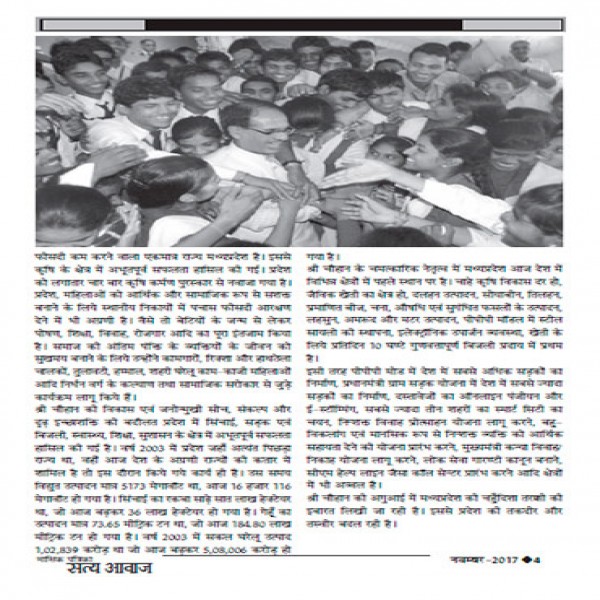 फीसदी कम करने वाला एकमात्र राज्य मध्यप्रदेश है। इससे
कृषि के क्षेत्र में अभूतपूर्व सफलता हासिल की गई। प्रदेश
को लगातार चार बार कृषि कर्मण पुरस्कार से नवाजा गया है।
प्रदेश, महिलाओं को आर्थिक और सामाजिक रूप से सशक्त
बनाने के लिये स्थानीय निकायों में पचास फीसदी आरक्षण
देने में भी अग्रणी है। वैसे तो बेटियों के जन्म से लेकर
पोषण, शिक्षा, विवाह, रोजगार आदि का पूरा इंतजाम किया
है। समाज की अंतिम पंक्ति के व्यक्तियों के जीवन को
सुखमय बनाने के लिये उन्होंने कामगारों, रिक्शा और हाथठेला
चालकों, तुलावटी, हम्माल, शहरी घरेलू काम-काजी महिलाओं
आदि निर्धन वर्ग के कल्याण तथा सामाजिक सरोकार से जुड़े
कार्यक्रम लागू किये हैं।
श्री चौहान की विकास एवं जनोन्मुखी सोच, संकल्प और
दृढ़ इच्छाशक्ति की बदौलत प्रदेश में सिंचाई, सड़क एवं
बिजली, स्वास्थ्य, शिक्षा, सुशासन के क्षेत्र में अभूतपूर्व सफलता
हासिल की गई है। वर्ष 2003 में प्रदेश जहाँ अत्यंत पिछड़ा
राज्य था, वहीं आज देश के अग्रणी राज्यों की कतार में
शामिल है तो इस दौरान किये गये कार्य ही हैं। उस समय
विद्युत उत्पादन मात्र 5173 मेगावॉट था, आज 16 हजार 116
मेगावॉट हो गया है। सिंचाई का रकबा साढ़े सात लाख हेक्टेयर
था, जो आज बढ़कर 36 लाख हेक्टेयर हो गया है। गेहूँ का
उत्पादन मात्र 73.65 मीट्रिक टन था, जो आज 184.80 लाख
मीट्रिक टन हो गया है। वर्ष 2003 में सकल घरेलू उत्पाद
1,02,839 करोड़ था जो आज बढ़कर 5,08,006 करोड़ हो
गया है।
श्री चौहान के चमत्कारिक नेतृत्व में मध्यप्रदेश आज देश में
विभिन्न क्षेत्रों में पहले स्थान पर है। चाहे कृषि विकास दर हो,
जैविक खेती का क्षेत्र हो, दलहन उत्पादन, सोयाबीन, तिलहन,
प्रमाणित बीज, चना, औषधि एवं सुगंधित फसलों के उत्पादन,
लहसुन, अमरूद और मटर उत्पादन, पीपीपी मॉडल में स्टील
सायलो की स्थापना, इलेक्ट्रॉनिक उपार्जन व्यवस्था, खेती के
लिये प्रतिदिन 10 घण्टे गुणवत्तापूर्ण बिजली प्रदाय में प्रथम
है।
इसी तरह पीपीपी मोड में देश में सबसे अधिक सड़कों का
निर्माण, प्रधानमंत्री ग्राम सड़क योजना में देश में सबसे ज्यादा
सड़कों का निर्माण, दस्तावेजों का ऑनलाइन पंजीयन और
ई-स्टॉम्पिंग, सबसे ज्यादा तीन शहरों का स्मार्ट सिटी का
चयन, निशक्त विवाह प्रोत्साहन योजना लागू करने, बहु-
विकलांग एवं मानसिक रूप से निःशक्त व्यक्ति को आर्थिक
सहायता देने की योजना प्रारंभ करने, मुख्यमंत्री कन्या विवाह/
निकाह योजना लागू करने, लोक सेवा गारण्टी कानून बनाने,
सीएम हेल्प लाइन जैसा कॉल सेन्टर प्रारंभ करने आदि क्षेत्रों
में भी अव्वल है।
श्री चौहान की अगुआई में मध्यप्रदेश की चहुँदिशा तरक्की की
इबारत लिखी जा रही है। इससे प्रदेश की तकदीर और
तस्वीर बदल रही है।
मासिक पत्रिका
सत्य आवाज
नवम्बर -2017 ◆4